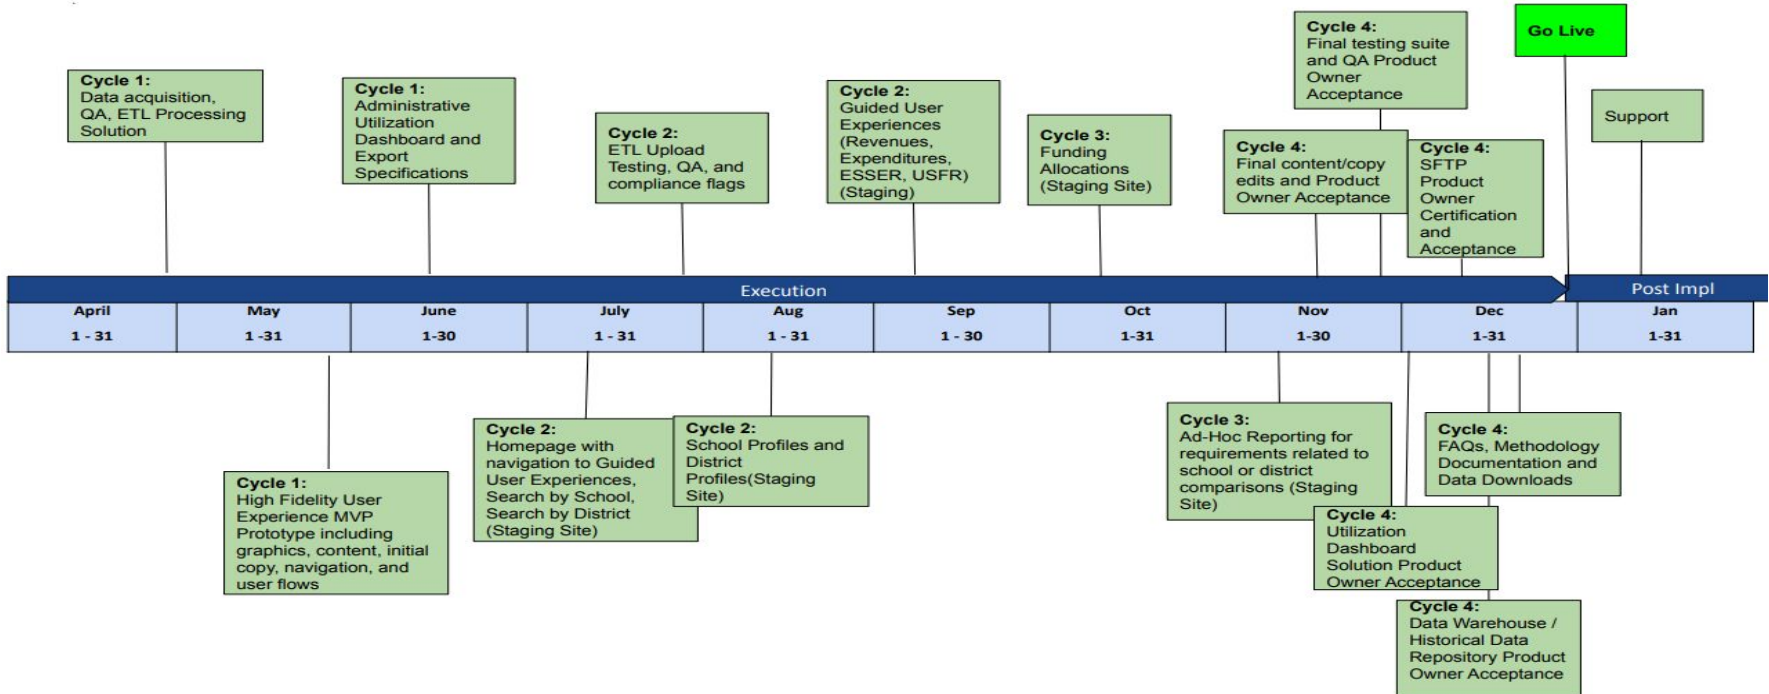 Cycle 1:
Data acquisition,
QA, ETL Processing
Solution
Cycle 1:
Administrative
Utilization
Dashboard and
Export
Specifications
Cycle 2:
ETL Upload
Testing, QA, and
compliance flags
Cycle 2:
Guided User
Experiences
(Revenues,
Expenditures,
ESSER, USFR)
(Staging)
Cycle 3:
Funding
Allocations
(Staging Site)
Cycle 4:
Final testing suite
and QA Product
Owner
Acceptance
Cycle 4:
Final content/copy
edits and Product
Owner Acceptance
Cycle 4:
SFTP
Product
Owner
Certification
and
Acceptance
Go Live
Support
Execution
Post Impl
April
1 - 31
May
1 -31
June
1-30
July
1 - 31
Aug
1 - 31
Sep
1 - 30
Oct
1-31
Nov
1-30
Dec
1-31
Jan
1-31
Cycle 1:
High Fidelity User
Experience MVP
Prototype including
graphics, content, initial
copy, navigation, and
user flows
Cycle 2:
Homepage with
navigation to Guided
User Experiences,
Search by School,
Search by District
(Staging Site)
Cycle 2:
School Profiles and
District
Profiles(Staging
Site)
Cycle 3:
Ad-Hoc Reporting for
requirements related to
school or district
comparisons (Staging
Site)
Cycle 4:
Utilization
Dashboard
Solution Product
Owner Acceptance
Cycle 4:
FAQs, Methodology
Documentation and
Data Downloads
Cycle 4:
Data Warehouse /
Historical Data
Repository Product
Owner Acceptance